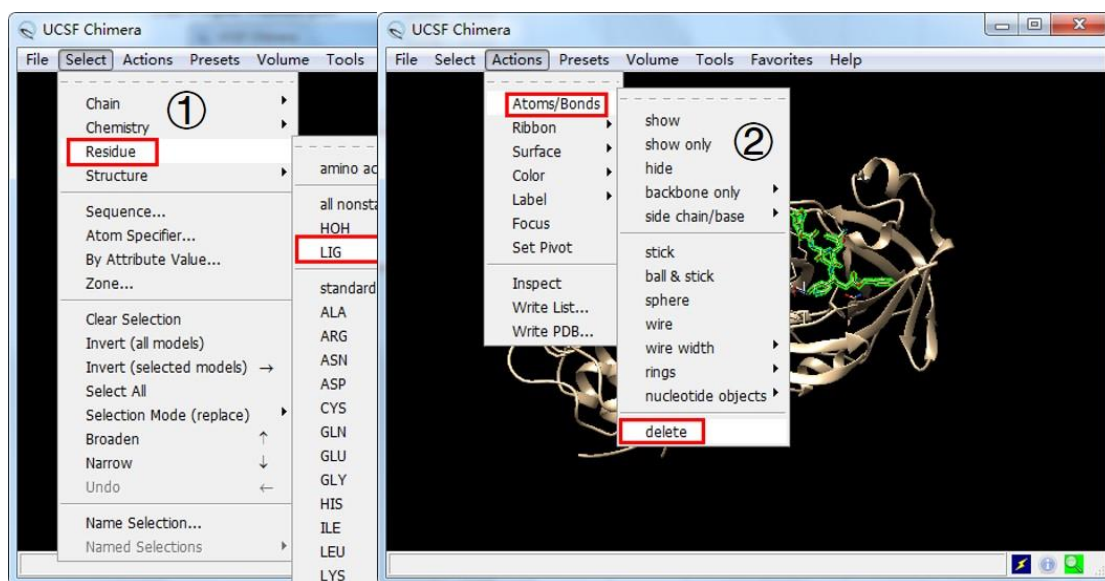 UCSF Chimera
File Select Actions Presets Volume Tools
Chain
Chemistry
①
Residue
Structure
Sequence...
Atom Specifier...
By Attribute Value...
Zone...
Clear Selection
Invert (all models)
Invert (selected models) →
Select All
Selection Mode (replace)
Broaden ↑
Narrow ↓
Undo ←
Name Selection...
Named Selections
amino ac
all nonsta
HOH
LIG
standard
ALA
ARG
ASN
ASP
CYS
GLN
GLU
GLY
HIS
ILE
LEU
LYS
UCSF Chimera
File Select Actions Presets Volume Tools Favorites Help
Atoms/Bonds
Ribbon
Surface
Color
Label
Focus
Set Pivot
Inspect
Write List...
Write PDB...
show
show only
②
hide
backbone only
side chain/base
stick
ball & stick
sphere
wire
wire width
rings
nucleotide objects
delete